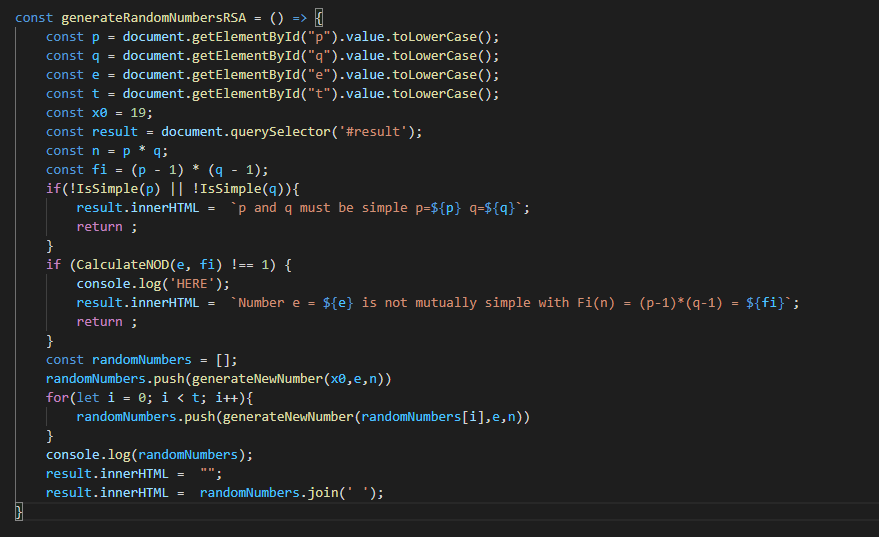 const generateRandomNumbersRSA = () => {
    const p = document.getElementById("p").value.toLowerCase();
    const q = document.getElementById("q").value.toLowerCase();
    const e = document.getElementById("e").value.toLowerCase();
    const t = document.getElementById("t").value.toLowerCase();
    const x0 = 19;
    const result = document.querySelector('#result');
    const n = p * q;
    const fi = (p - 1) * (q - 1);
    if(!IsSimple(p) || !IsSimple(q)){
        result.innerHTML =  `p and q must be simple p=${p} q=${q}`;
        return ;
    }
    if (CalculateNOD(e, fi) !== 1) {
        console.log('HERE');
        result.innerHTML =  `Number e = ${e} is not mutually simple with Fi(n) = (p-1)*(q-1) = ${fi}`;
        return ;
    }
    const randomNumbers = [];
    randomNumbers.push(generateNewNumber(x0,e,n))
    for(let i = 0; i < t; i++){
        randomNumbers.push(generateNewNumber(randomNumbers[i],e,n))
    }
    console.log(randomNumbers);
    result.innerHTML =  "";
    result.innerHTML =  randomNumbers.join(' ');
}